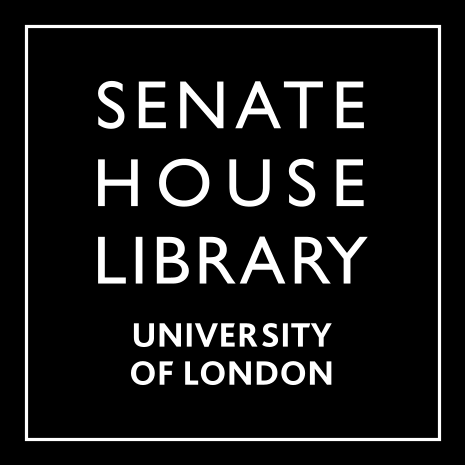 SENATE
HOUSE
LIBRARY
UNIVERSITY
OF LONDON